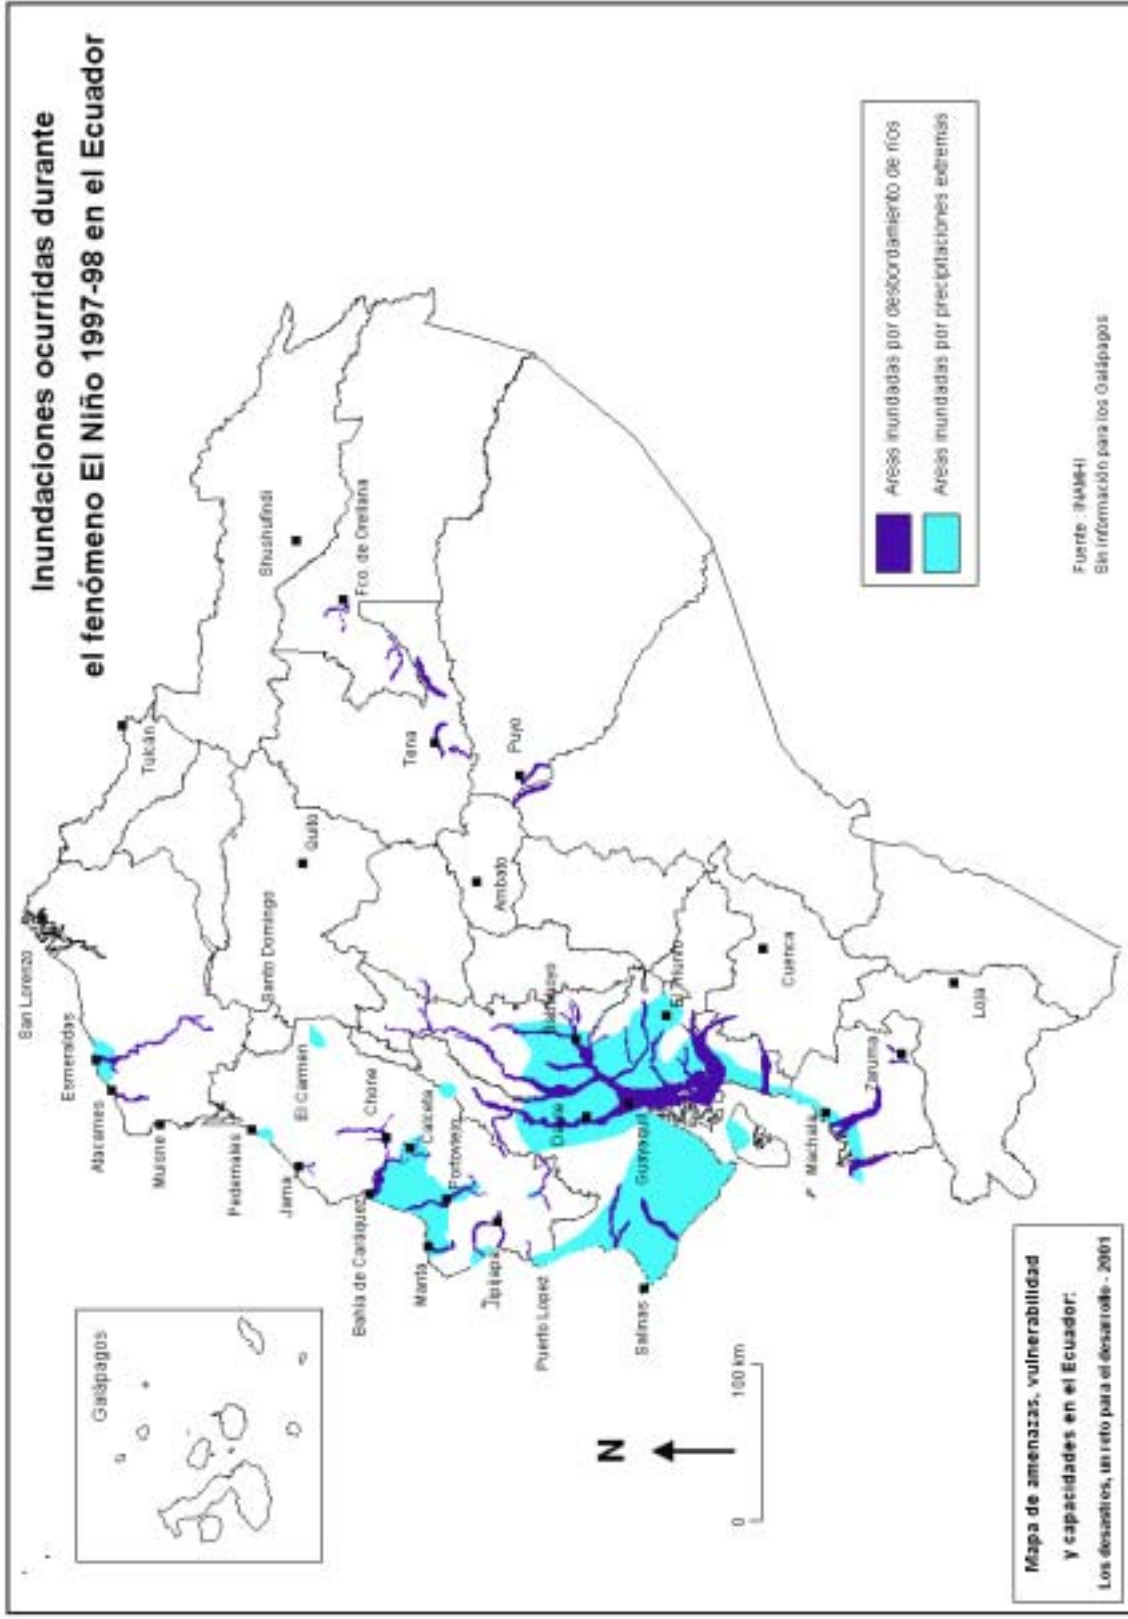 Inundaciones ocurridas durante
el fenómeno El Niño 1997-98 en el Ecuador
Galápagos
San Lorenzo
Esmeraldas
Atacames
Muisne
Tulcán
Pedernales
Santo Domingo
Quito
Shushufindi
Jama
El Carmen
Fco. de Orellana
Bahía de Caráquez
Chone
Calceta
Tena
Manta
Portoviejo
Ambato
Jipijapa
Puyo
Puerto Lopez
Daule
Babahoyo
Salinas
Guayaquil
El Triunfo
Cuenca
Machala
Zaruma
Loja
N
0
100 km
Areas inundadas por desbordamiento de ríos
Areas inundadas por precipitaciones extremas
Mapa de amenazas, vulnerabilidad
y capacidades en el Ecuador:
Los desastres, un reto para el desarrollo - 2001
Fuente : INAMHI
Sin información para los Galápagos